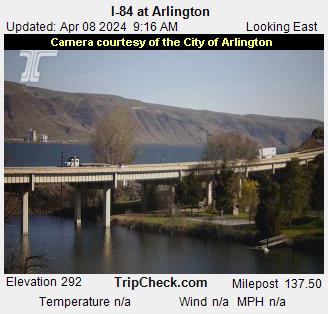 I-84 at Arlington
Updated: Apr 08 2024 9:16 AM Looking East
Camera courtesy of the City of Arlington
Elevation 292 TripCheck.com Milepost 137.50
Temperature n/a Wind n/a MPH n/a